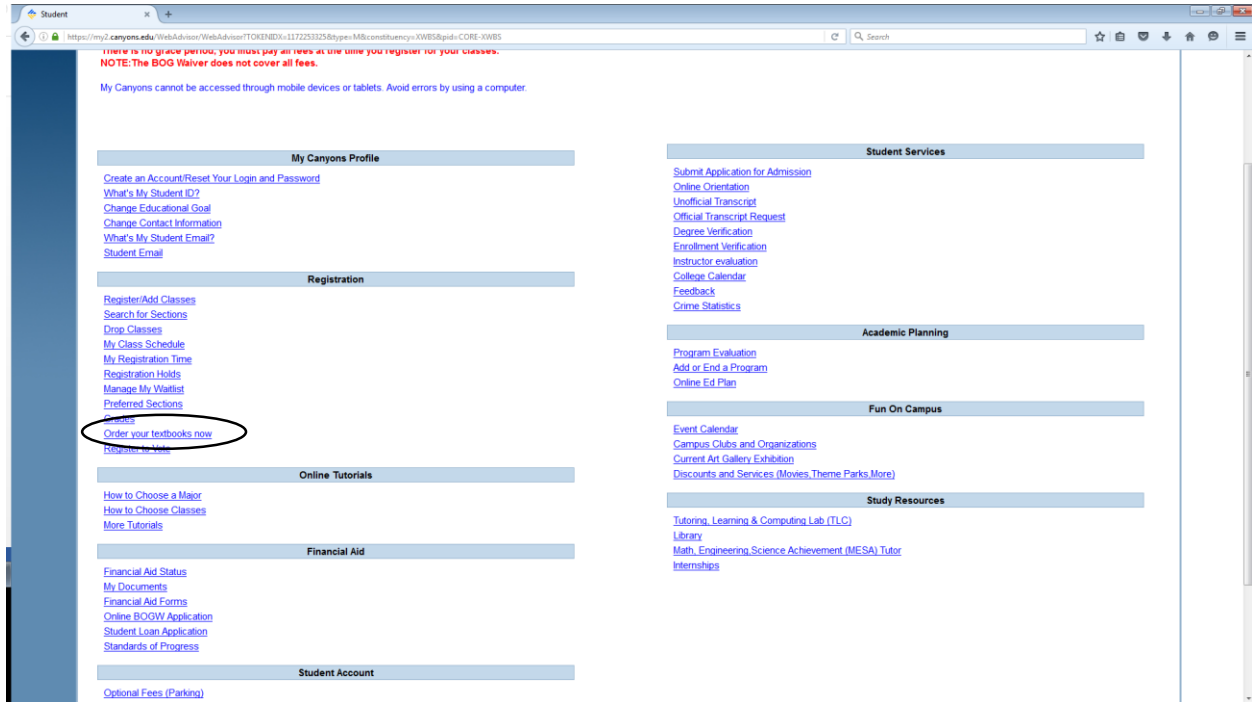 Student
https://my2.canyons.edu/WebAdvisor/WebAdvisor?TOKENIDX=1172253325&type=M&constituency=XWBS&pid=CORE-XWBS
Search
There is no grace period, you must pay all fees at the time you register for your classes.
NOTE:The BOG Waiver does not cover all fees.
My Canyons cannot be accessed through mobile devices or tablets. Avoid errors by using a computer.
My Canyons Profile
Create an Account/Reset Your Login and Password
What's My Student ID?
Change Educational Goal
Change Contact Information
What's My Student Email?
Student Email
Registration
Register/Add Classes
Search for Sections
Drop Classes
My Class Schedule
My Registration Time
Registration Holds
Manage My Waitlist
Preferred Sections
Grades
Order your textbooks now
Register to Vote
Online Tutorials
How to Choose a Major
How to Choose Classes
More Tutorials
Financial Aid
Financial Aid Status
My Documents
Financial Aid Forms
Online BOGW Application
Student Loan Application
Standards of Progress
Student Account
Optional Fees (Parking)
Student Services
Submit Application for Admission
Online Orientation
Unofficial Transcript
Official Transcript Request
Degree Verification
Enrollment Verification
Instructor evaluation
College Calendar
Feedback
Crime Statistics
Academic Planning
Program Evaluation
Add or End a Program
Online Ed Plan
Fun On Campus
Event Calendar
Campus Clubs and Organizations
Current Art Gallery Exhibition
Discounts and Services (Movies,Theme Parks,More)
Study Resources
Tutoring, Learning & Computing Lab (TLC)
Library
Math, Engineering,Science Achievement (MESA) Tutor
Internships